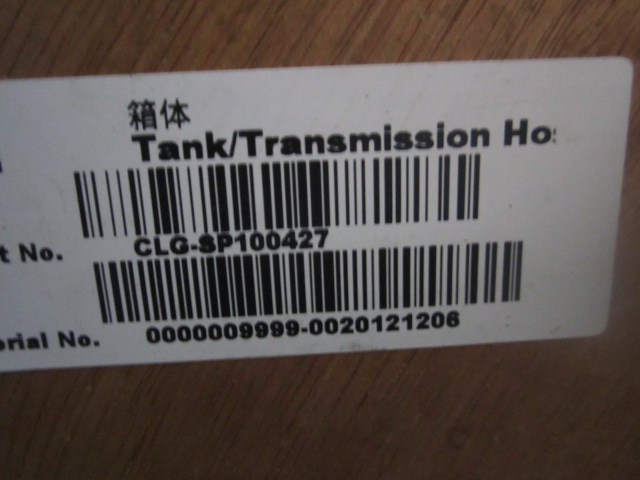 箱体
Tank/Transmission Ho
t No.
CLG-SP100427
rial No.
0000009999-0020121206